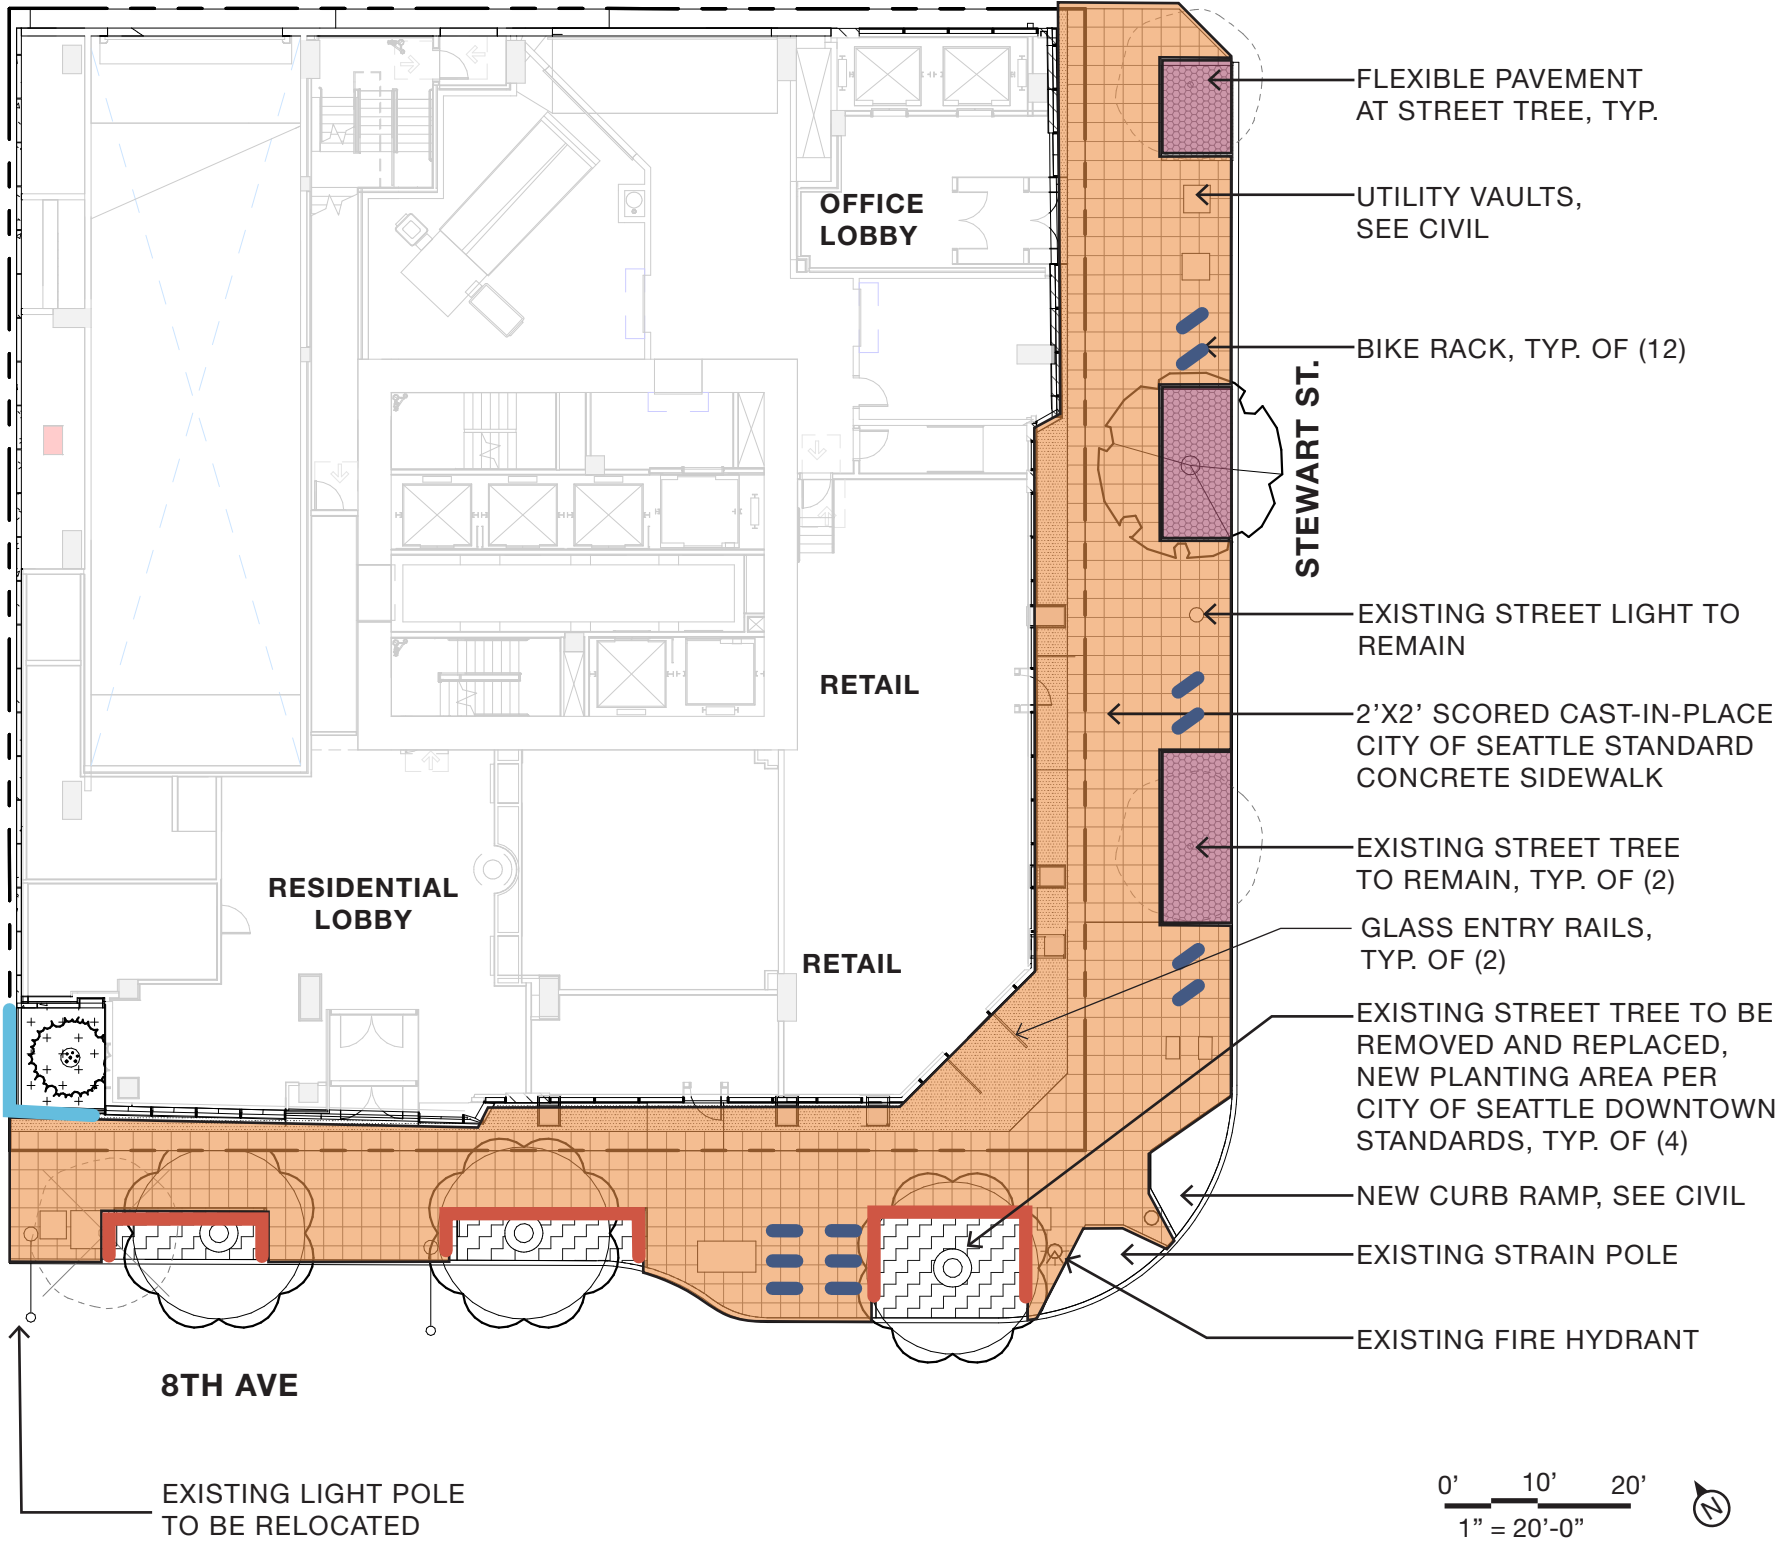 FLEXIBLE PAVEMENT
AT STREET TREE, TYP.
UTILITY VAULTS,
SEE CIVIL
OFFICE
LOBBY
BIKE RACK, TYP. OF (12)
STEWART ST.
EXISTING STREET LIGHT TO
REMAIN
RETAIL
2’X2’ SCORED CAST-IN-PLACE
CITY OF SEATTLE STANDARD
CONCRETE SIDEWALK
EXISTING STREET TREE
TO REMAIN, TYP. OF (2)
RESIDENTIAL
LOBBY
GLASS ENTRY RAILS,
TYP. OF (2)
RETAIL
EXISTING STREET TREE TO BE
REMOVED AND REPLACED,
NEW PLANTING AREA PER
CITY OF SEATTLE DOWNTOWN
STANDARDS, TYP. OF (4)
NEW CURB RAMP, SEE CIVIL
EXISTING STRAIN POLE
EXISTING FIRE HYDRANT
8TH AVE
EXISTING LIGHT POLE
TO BE RELOCATED
0’ 10’ 20’
1” = 20’-0”
N